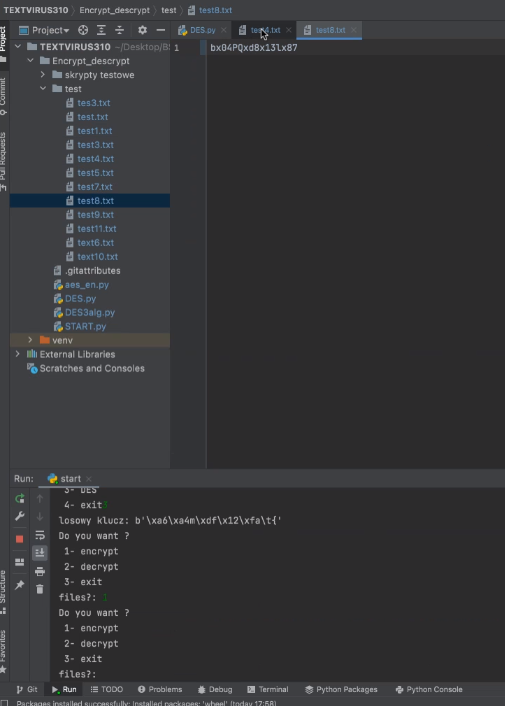 TEXTVIRUS310 〉 Encrypt_descrypt 〉 test 〉 test8.txt
Project
DES.py
test4.txt
test8.txt
TEXTVIRUS310 ~/Desktop/
1
Encrypt_descrypt
skrypty testowe
test
tes3.txt
test.txt
test1.txt
test3.txt
test4.txt
test5.txt
test7.txt
test8.txt
test9.txt
test11.txt
text6.txt
text10.txt
.gitattributes
aes_en.py
DES.py
DES3alg.py
START.py
venv
External Libraries
Scratches and Consoles
Project
Commit
Pull Requests
Structure
Favorites
Run:
start
3- DES
4- exit
losowy klucz: b'\xa6\xa4m\xdf\x12\xfa\t{'
Do you want ?
1- encrypt
2- decrypt
3- exit
files?: 1
Do you want ?
1- encrypt
2- decrypt
3- exit
files?:
Git
Run
TODO
Problems
Debug
Terminal
Python Packages
Python Console
Packages installed successfully: Installed packages: 'wheel' (today 17:58)